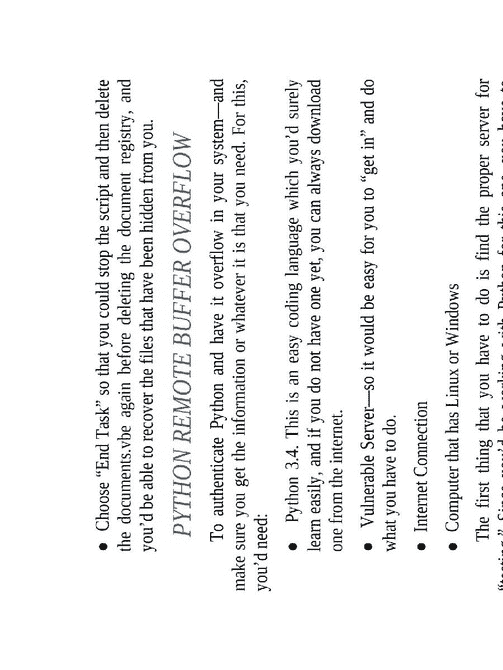 ● Choose “End Task” so that you could stop the script and then delete
the documents.vbe again before deleting the document registry, and
you’d be able to recover the files that have been hidden from you.
PYTHON REMOTE BUFFER OVERFLOW
To authenticate Python and have it overflow in your system—and
make sure you get the information or whatever it is that you need. For this,
you’d need:
● Python 3.4. This is an easy coding language which you’d surely
learn easily, and if you do not have one yet, you can always download
one from the internet.
● Vulnerable Server—so it would be easy for you to “get in” and do
what you have to do.
● Internet Connection
● Computer that has Linux or Windows
The first thing that you have to do is find the proper server for